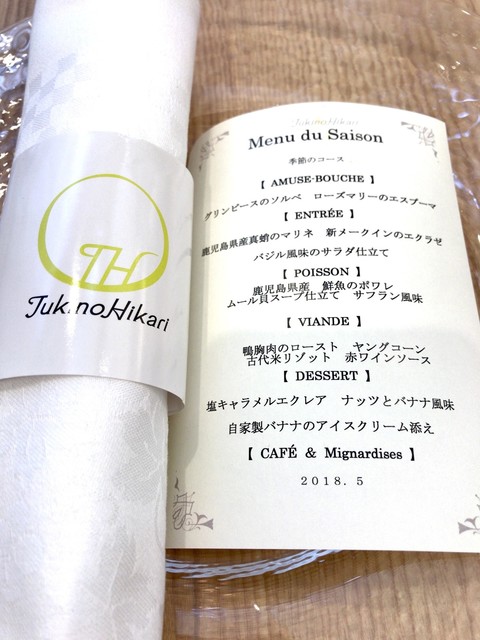 TukinoHikari
Menu du Saison
季節のコース
【 AMUSE-BOUCHE 】
グリンピースのソルベ　ローズマリーのエスプーマ
【 ENTRÉE 】
鹿児島県産真蛸のマリネ　新メークインのエクラゼ
バジル風味のサラダ仕立て
【 POISSON 】
鹿児島県産　鮮魚のポワレ
ムール貝スープ仕立て　サフラン風味
【 VIANDE 】
鴨胸肉のロースト　ヤングコーン
古代米リゾット　赤ワインソース
【 DESSERT 】
塩キャラメルエクレア　ナッツとバナナ風味
自家製バナナのアイスクリーム添え
【 CAFÉ & Mignardises 】
２０１８．５
TH
TukinoHikari